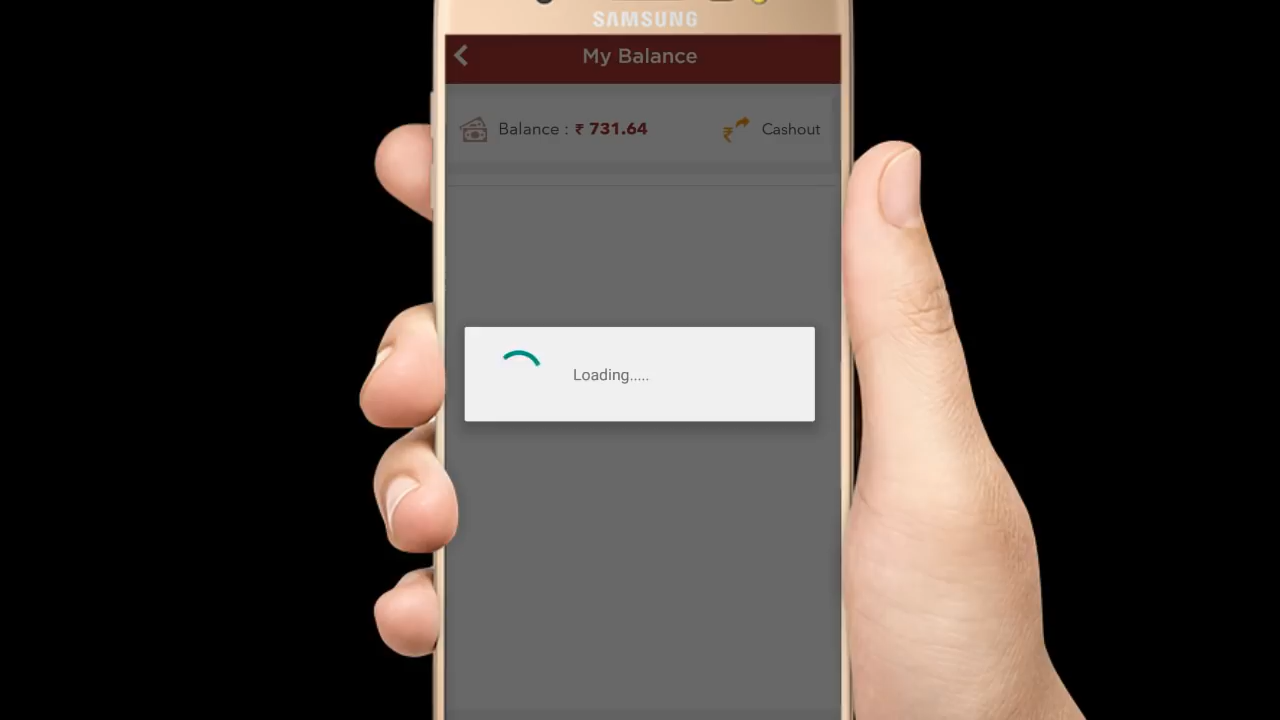 SAMSUNG
My Balance
Balance : ₹ 731.64
Cashout
Loading.....